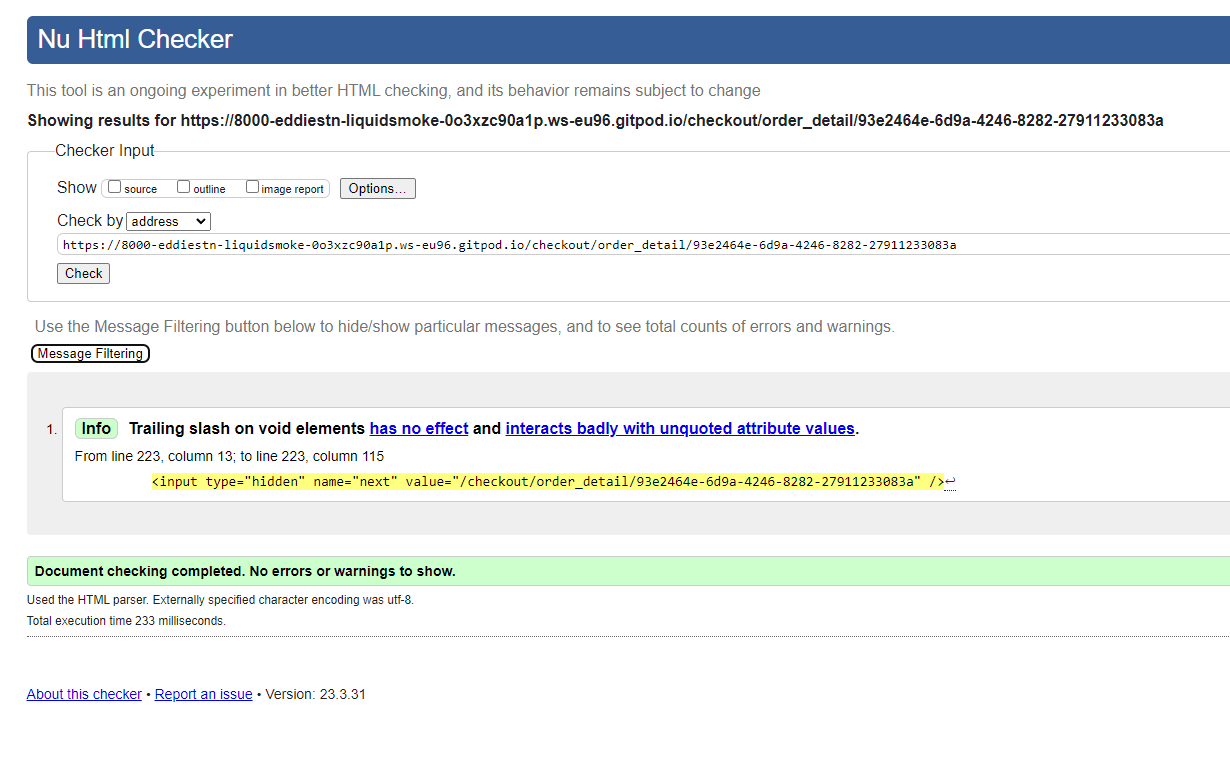 Nu Html Checker
This tool is an ongoing experiment in better HTML checking, and its behavior remains subject to change
Showing results for https://8000-eddiestn-liquidsmoke-0o3xzc90a1p.ws-eu96.gitpod.io/checkout/order_detail/93e2464e-6d9a-4246-8282-27911233083a
Checker Input
Show source outline image report Options...
Check by address
https://8000-eddiestn-liquidsmoke-0o3xzc90a1p.ws-eu96.gitpod.io/checkout/order_detail/93e2464e-6d9a-4246-8282-27911233083a
Check
Use the Message Filtering button below to hide/show particular messages, and to see total counts of errors and warnings.
Message Filtering
1. Info Trailing slash on void elements has no effect and interacts badly with unquoted attribute values.
From line 223, column 13; to line 223, column 115
<input type="hidden" name="next" value="/checkout/order_detail/93e2464e-6d9a-4246-8282-27911233083a" />↩
Document checking completed. No errors or warnings to show.
Used the HTML parser. Externally specified character encoding was utf-8.
Total execution time 233 milliseconds.
About this checker • Report an issue • Version: 23.3.31